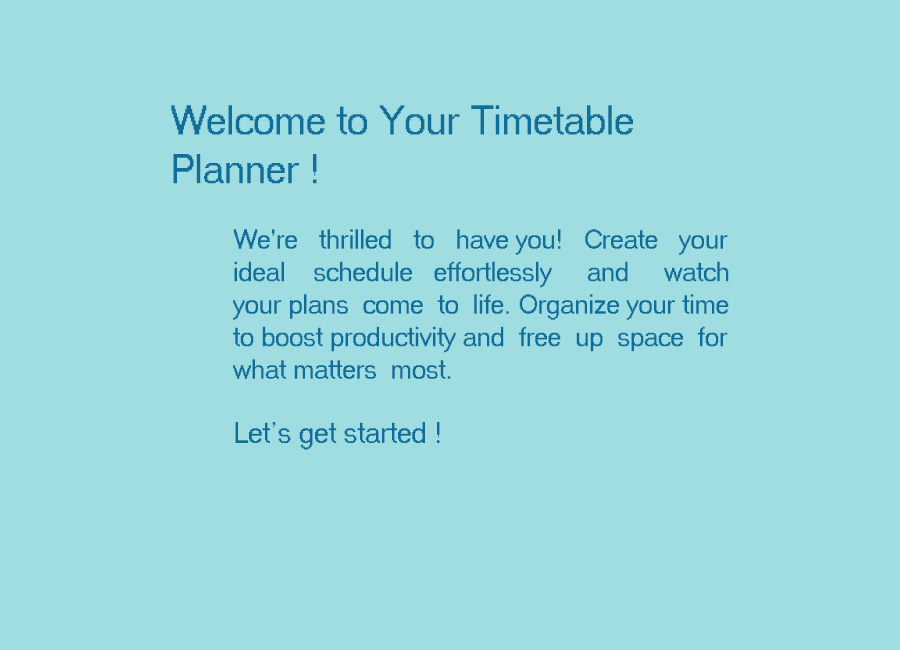 Welcome to Your Timetable
Planner !
We're thrilled to have you! Create your
ideal schedule effortlessly and watch
your plans come to life. Organize your time
to boost productivity and free up space for
what matters most.
Let’s get started !